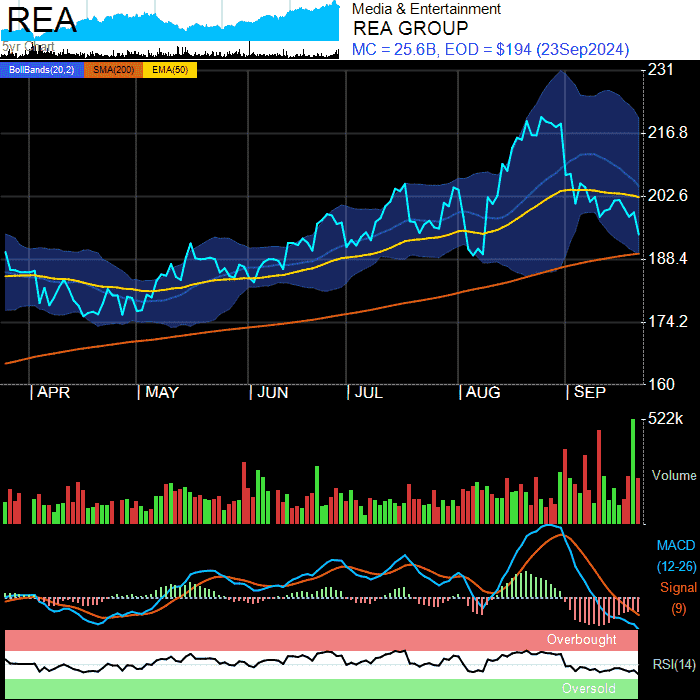 REA
5yr Chart
Media & Entertainment
REA GROUP
MC = 25.6B, EOD = $194 (23Sep2024)
BollBands(20,2) SMA(200) EMA(50)
231
216.8
202.6
188.4
174.2
160
APR MAY JUN JUL AUG SEP
522k
Volume
MACD
(12-26)
Signal
(9)
Overbought
RSI(14)
Oversold